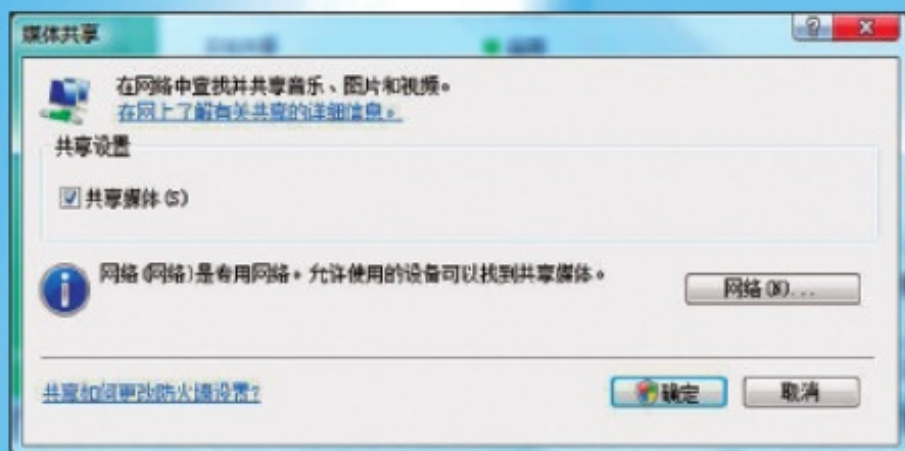 媒体共享
在网络中查找并共享音乐、图片和视频。
在网上了解有关共享的详细信息。
共享设置
共享媒体(S)
网络(网络)是专用网络。允许使用的设备可以找到共享媒体。
网络(N)...
共享如何更改防火墙设置?
确定
取消